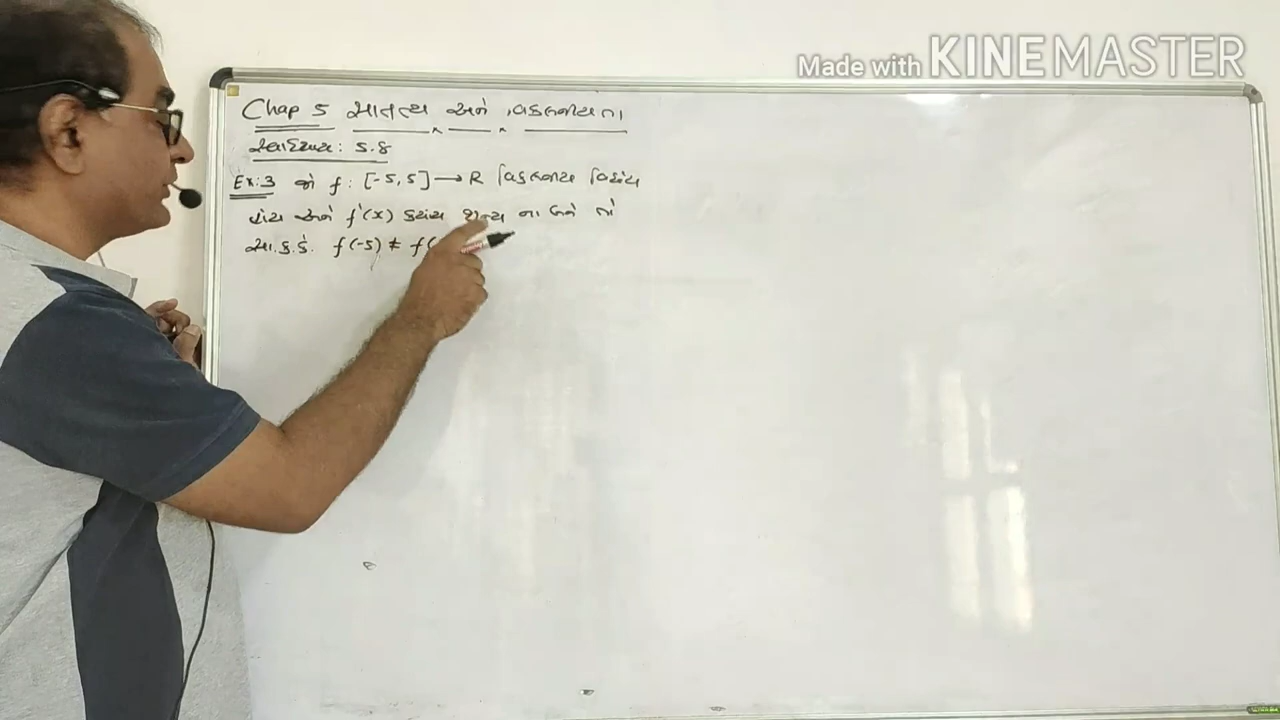 Made with KINEMASTER
Chap 5 સાતત્ય અને વિકલનીયતા
સ્વાધ્યાય: 5.8
Ex:3 જો f: [-5,5] → R વિકલનીય વિધેય
હોય અને f'(x) ક્યાંય શૂન્ય ના બને તો
સા.કે. f(-5) ≠ f(